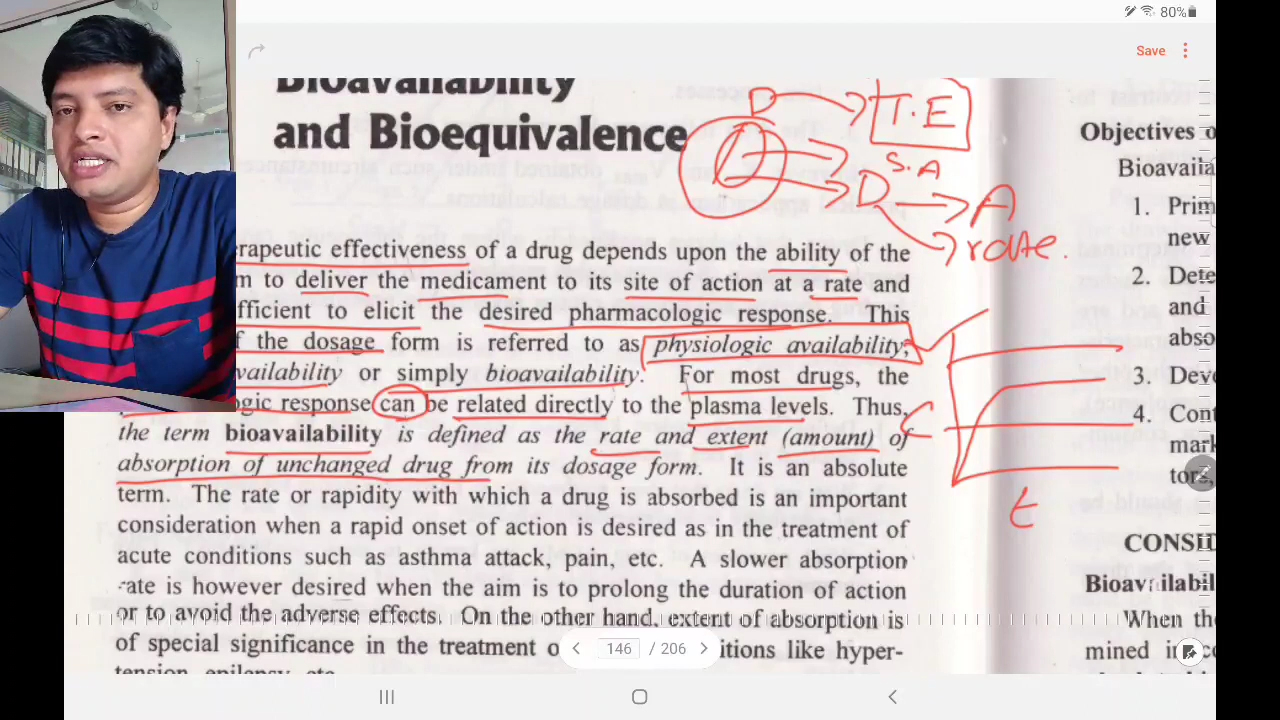 80%
Save
Bioavailability
and Bioequivalence
D → T.E
S.A
D → A
→ rate.
erapeutic effectiveness of a drug depends upon the ability of the
m to deliver the medicament to its site of action at a rate and
fficient to elicit the desired pharmacologic response. This
f the dosage form is referred to as physiologic availability,
vailability or simply bioavailability. For most drugs, the
ogic response can be related directly to the plasma levels. Thus,
the term bioavailability is defined as the rate and extent (amount) of
absorption of unchanged drug from its dosage form. It is an absolute
term. The rate or rapidity with which a drug is absorbed is an important
consideration when a rapid onset of action is desired as in the treatment of
acute conditions such as asthma attack, pain, etc. A slower absorption
rate is however desired when the aim is to prolong the duration of action
or to avoid the adverse effects. On the other hand, extent of absorption is
of special significance in the treatment o
itions like hyper-
tension, epilepsy, etc.
C
t
Objectives o
Bioavaila
1. Prim
new
2. Dete
and
abso
3. Deve
4. Cont
mark
tors,
CONSID
Bioavailabil
When the
mined in co
146 / 206